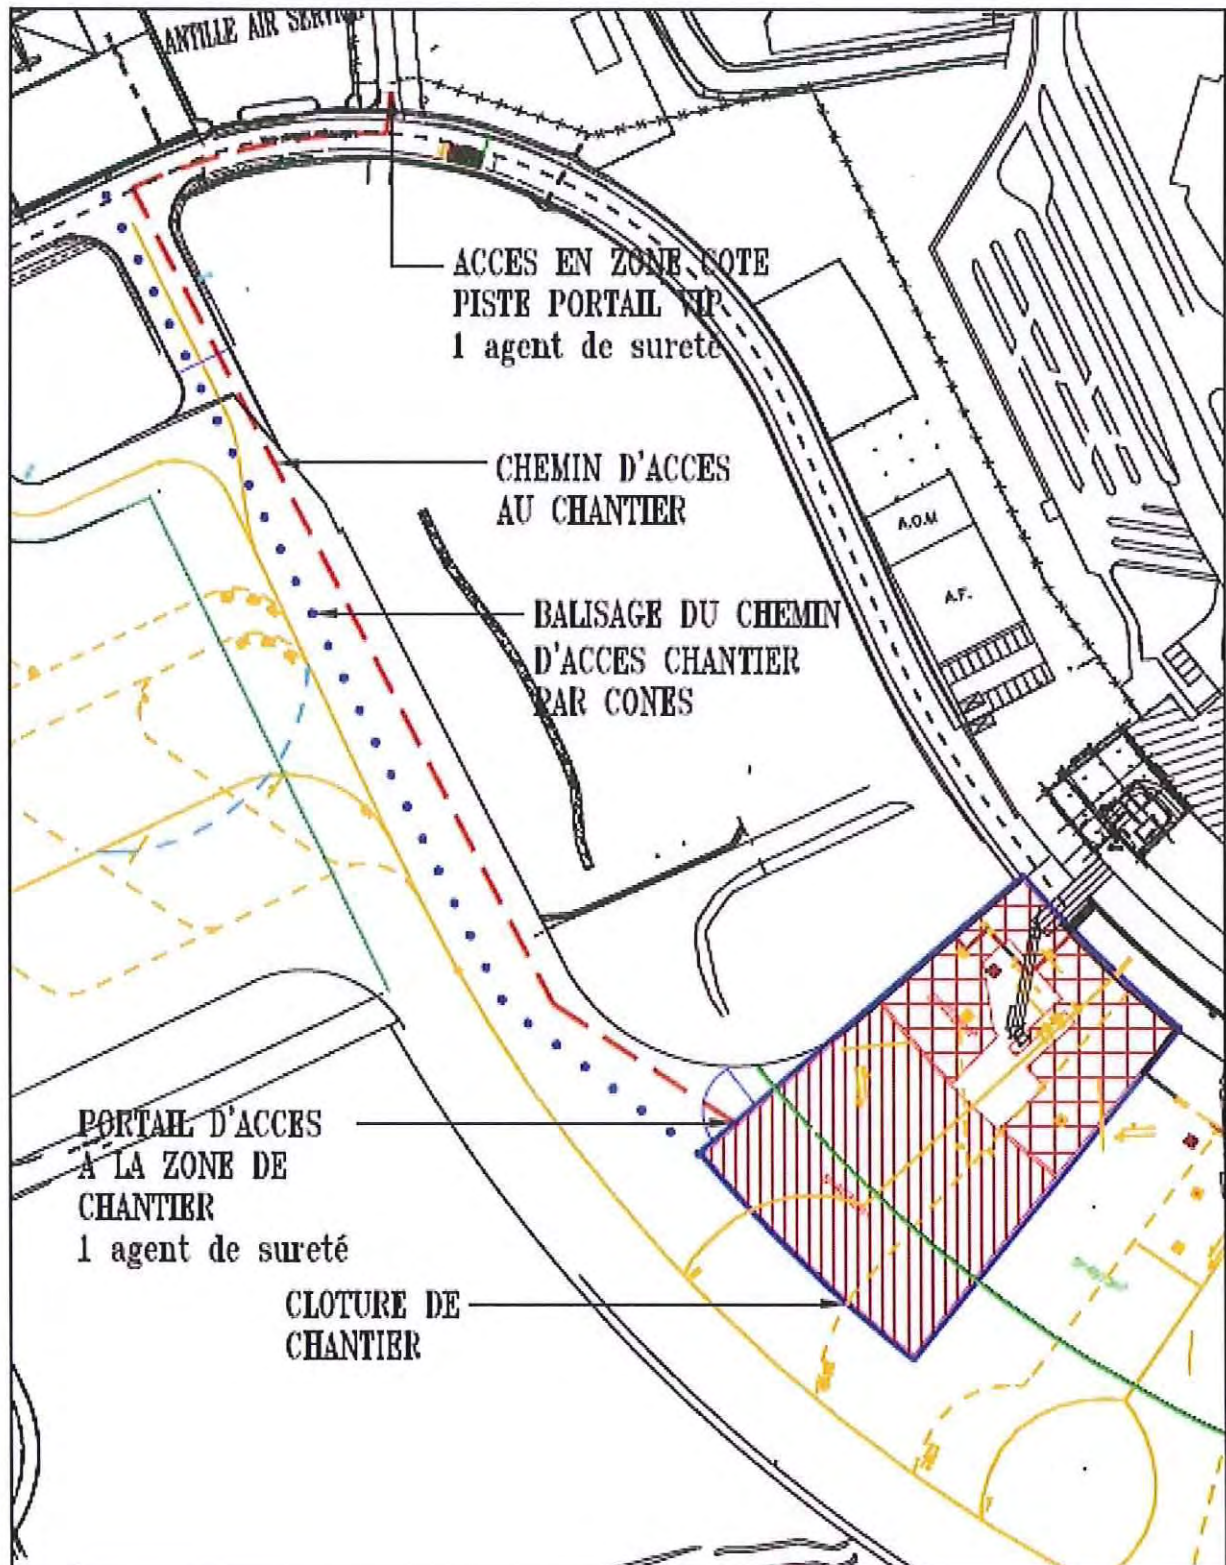 ANTILLE AIR SERVICE
ACCES EN ZONE COTE
PISTE PORTAIL VIP
1 agent de sureté
CHEMIN D'ACCES
AU CHANTIER
A.O.M
A.F.
BALISAGE DU CHEMIN
D'ACCES CHANTIER
PAR CONES
PORTAIL D'ACCES
A LA ZONE DE
CHANTIER
1 agent de sureté
CLOTURE DE
CHANTIER